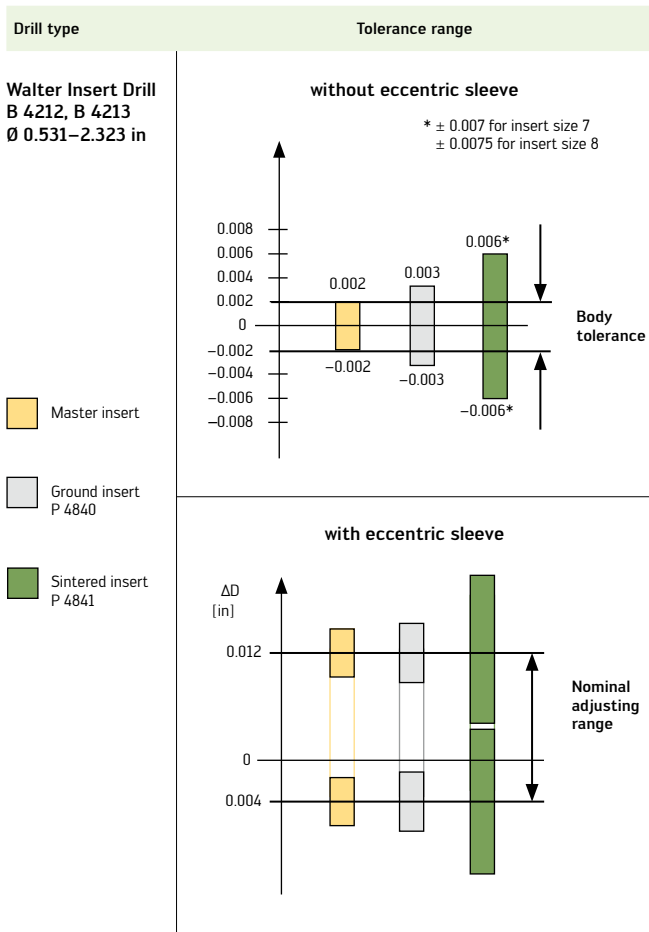 Drill type
Tolerance range
Walter Insert Drill
B 4212, B 4213
Ø 0.531–2.323 in
without eccentric sleeve
* ± 0.007 for insert size 7
± 0.0075 for insert size 8
0.008
0.006
0.004
0.002
0
–0.002
–0.004
–0.006
–0.008
0.002
–0.002
0.003
–0.003
0.006*
–0.006*
Body
tolerance
Master insert
Ground insert
P 4840
Sintered insert
P 4841
with eccentric sleeve
ΔD
[in]
0.012
0
0.004
Nominal
adjusting
range